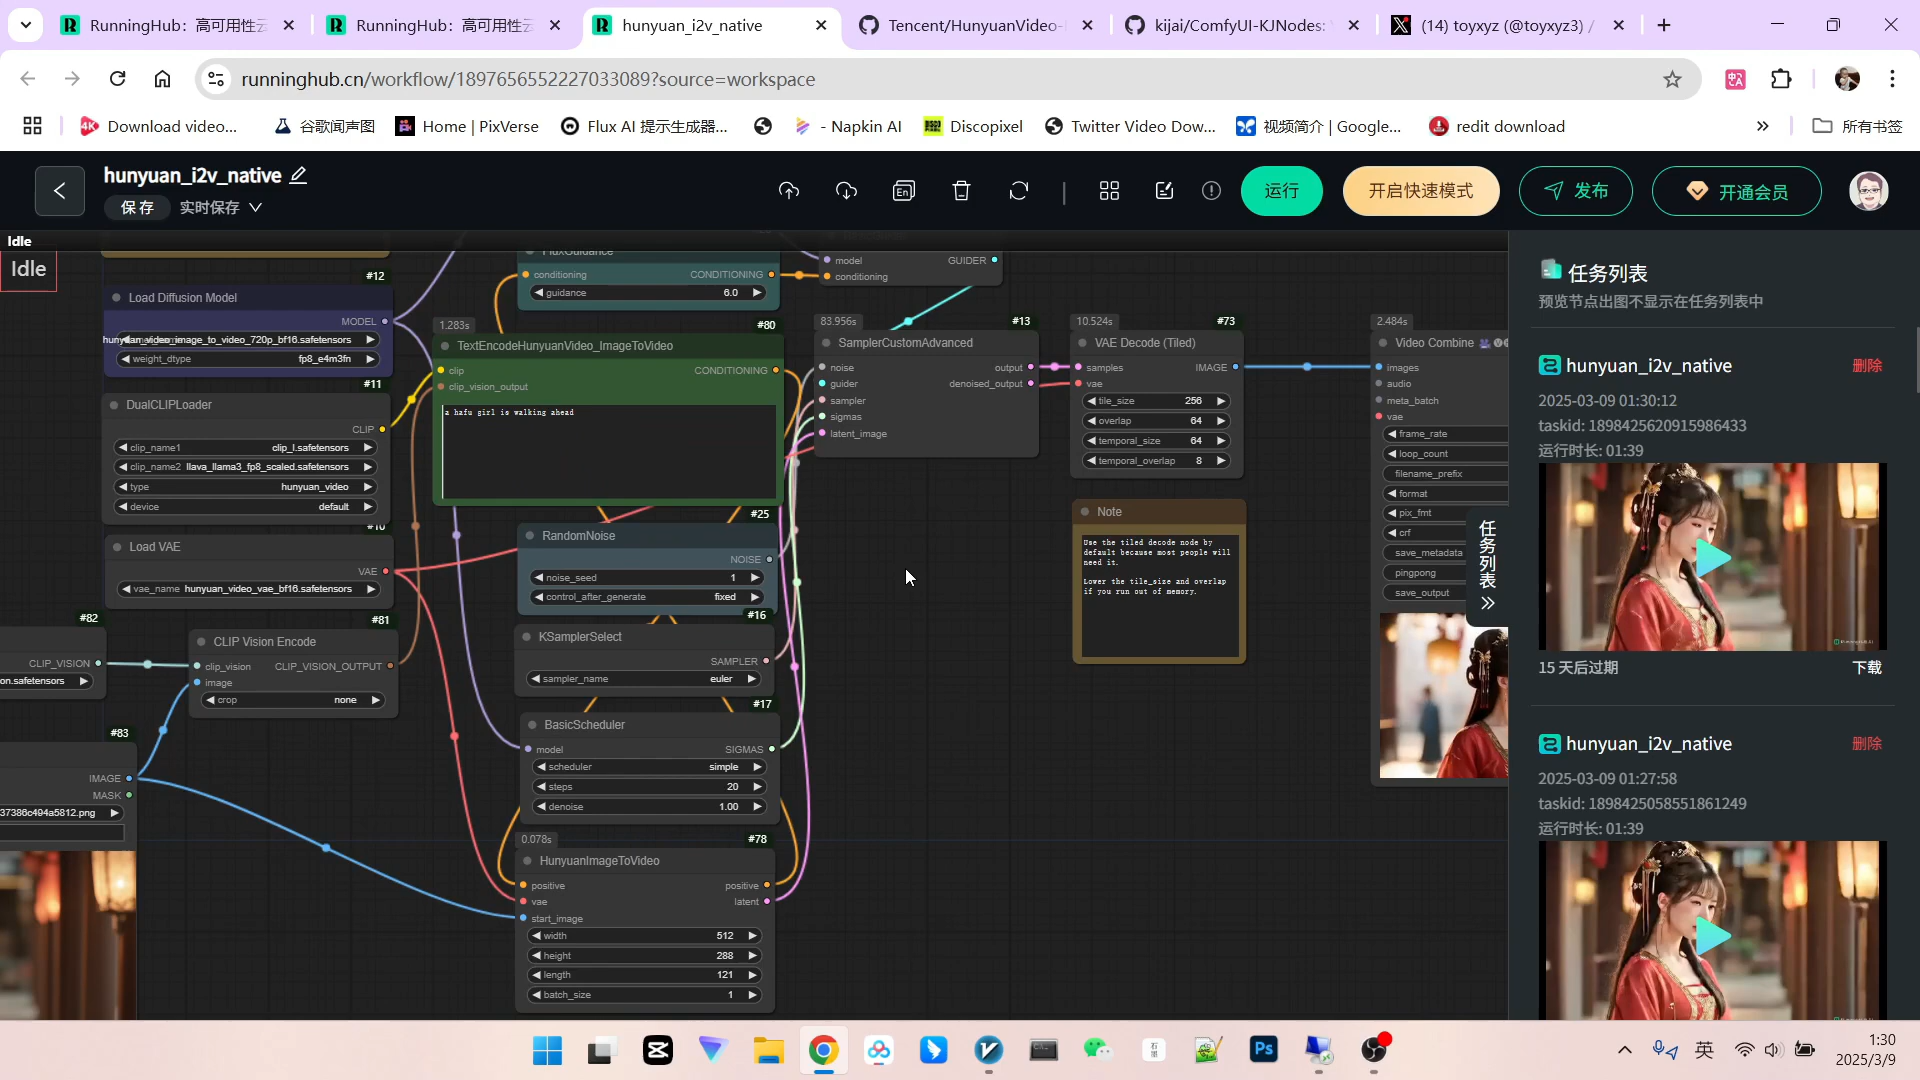 RunningHub：高可用性云
RunningHub：高可用性云
hunyuan_i2v_native
Tencent/HunyuanVideo-
kijai/ComfyUI-KJNodes:
(14) toyxyz (@toyxyz3) /
runninghub.cn/workflow/1897656552227033089?source=workspace
Download video...
谷歌闻声图
Home | PixVerse
Flux AI 提示生成器...
- Napkin AI
Discopixel
Twitter Video Dow...
视频简介 | Google...
redit download
所有书签
hunyuan_i2v_native
保存
实时保存
运行
开启快速模式
发布
开通会员
Idle
Idle
#12
Load Diffusion Model
MODEL
hunyuan_video_image_to_video_720p_bf16.safetensors
weight_dtype fp8_e4m3fn
#11
DualCLIPLoader
CLIP
clip_name1 clip_l.safetensors
clip_name2 llava_llama3_fp8_scaled.safetensors
type hunyuan_video
device default
#10
Load VAE
VAE
vae_name hunyuan_video_vae_bf16.safetensors
#82
CLIP_VISION
on.safetensors
#81
CLIP Vision Encode
clip_vision CLIP_VISION_OUTPUT
image
crop none
#83
IMAGE
MASK
37386c494a5812.png
FluxGuidance
conditioning CONDITIONING
guidance 6.0
1.283s
#80
TextEncodeHunyuanVideo_ImageToVideo
clip CONDITIONING
clip_vision_output
a hafu girl is walking ahead
#25
RandomNoise
NOISE
noise_seed 1
control_after_generate fixed
#16
KSamplerSelect
SAMPLER
sampler_name euler
#17
BasicScheduler
model SIGMAS
scheduler simple
steps 20
denoise 1.00
0.078s
#78
HunyuanImageToVideo
positive positive
vae latent
start_image
width 512
height 288
length 121
batch_size 1
model GUIDER
conditioning
83.956s
#13
SamplerCustomAdvanced
noise output
guider denoised_output
sampler
sigmas
latent_image
10.524s
#73
VAE Decode (Tiled)
samples IMAGE
vae
tile_size 256
overlap 64
temporal_size 64
temporal_overlap 8
Note
Use the tiled decode node by
default because most people will
need it.
Lower the tile_size and overlap
if you run out of memory.
2.484s
Video Combine
images
audio
meta_batch
vae
frame_rate
loop_count
filename_prefix
format
pix_fmt
crf
save_metadata
pingpong
save_output
任务列表
任务列表
预览节点出图不显示在任务列表中
hunyuan_i2v_native
删除
2025-03-09 01:30:12
taskid: 1898425620915986433
运行时长: 01:39
15 天后过期
下载
hunyuan_i2v_native
删除
2025-03-09 01:27:58
taskid: 1898425058551861249
运行时长: 01:39
英
1:30
2025/3/9